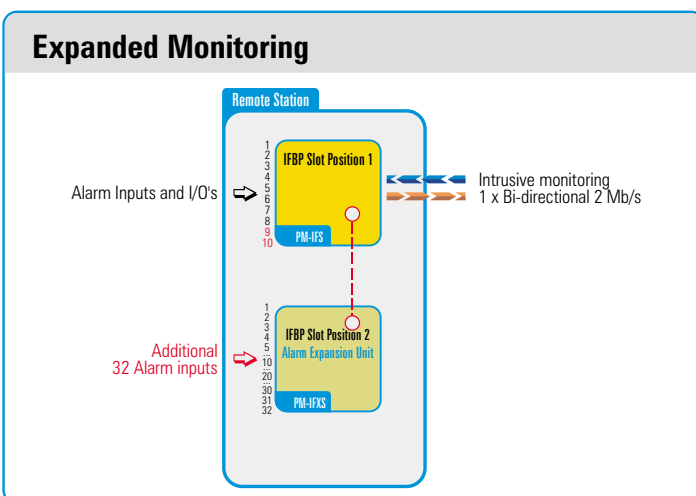 Expanded Monitoring
Remote Station
1
2
3
4
5
6
7
8
9
10
IFBP Slot Position 1
PM-IFS
Alarm Inputs and I/O's
Intrusive monitoring
1 x Bi-directional 2 Mb/s
1
2
3
4
5
...
10
...
20
...
30
31
32
IFBP Slot Position 2
Alarm Expansion Unit
PM-IFXS
Additional
32 Alarm inputs